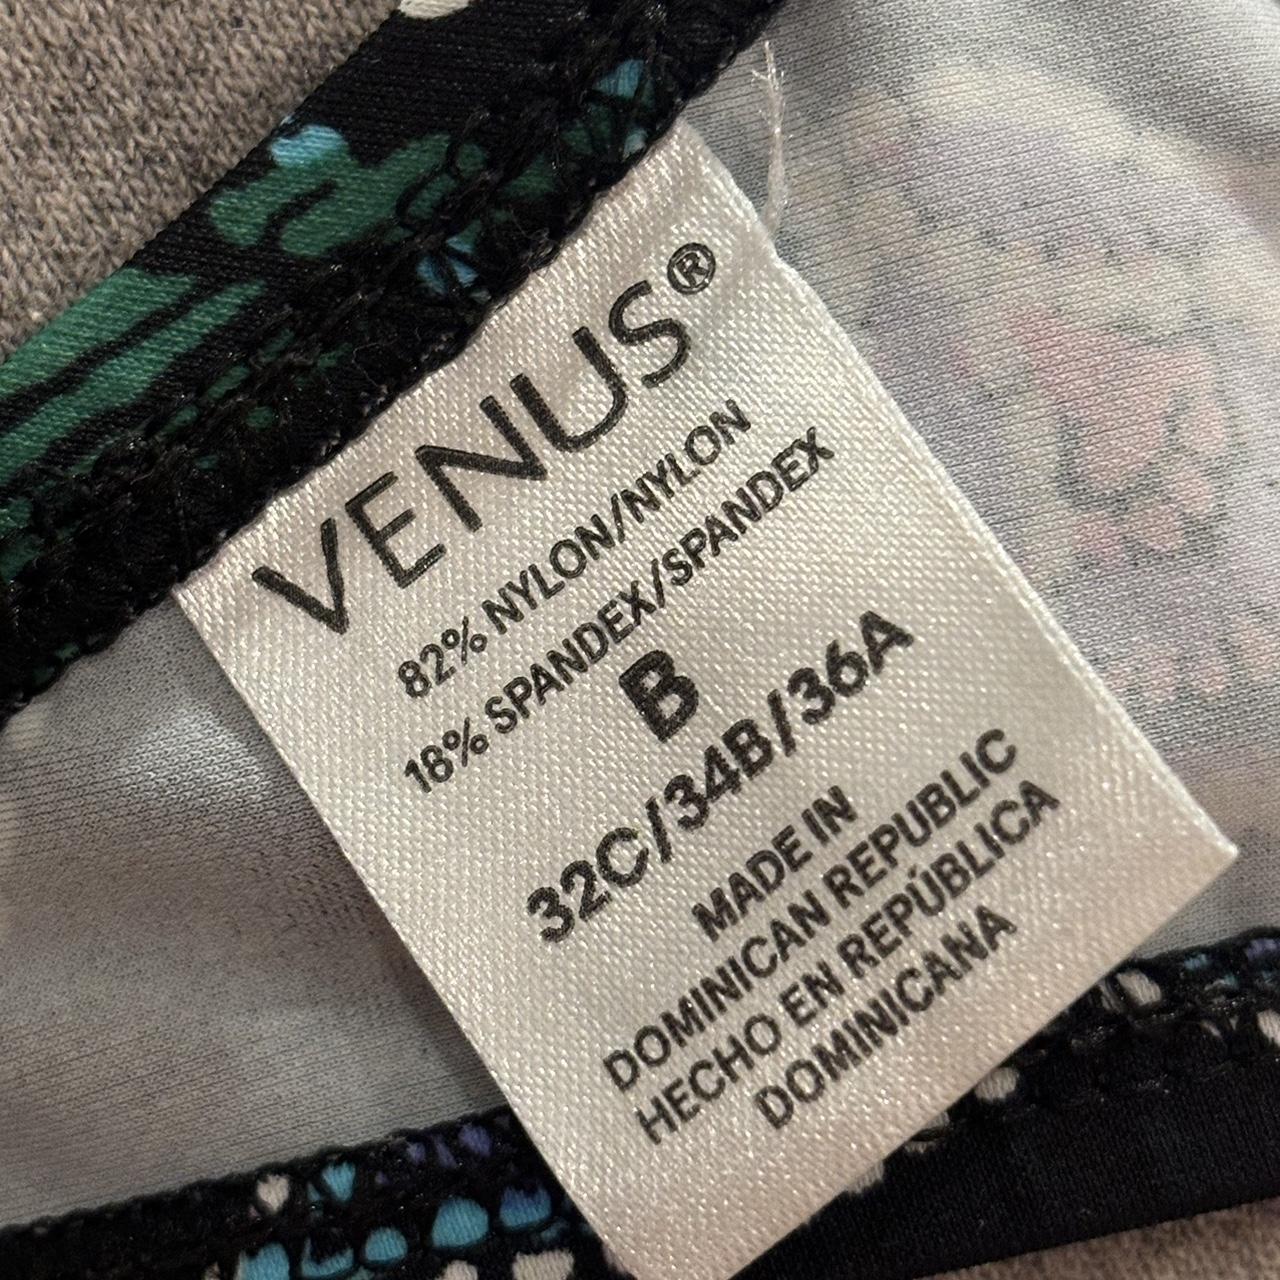 VENUS®
82% NYLON/NYLON
18% SPANDEX/SPANDEX
B
32C/34B/36A
MADE IN
DOMINICAN REPUBLIC
HECHO EN REPÚBLICA
DOMINICANA